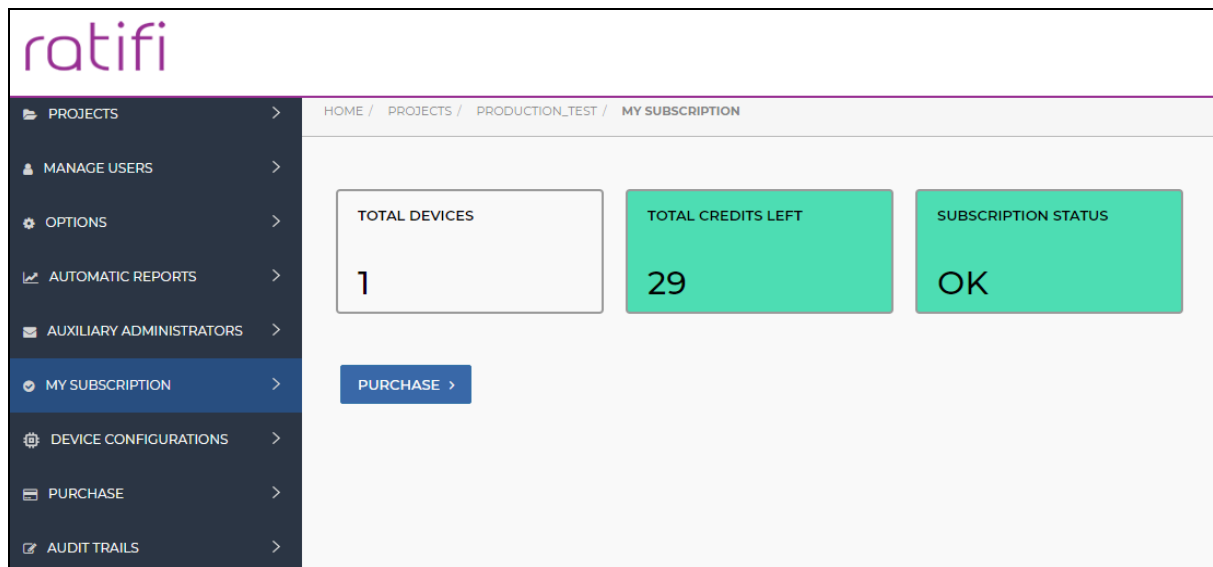 ratifi
PROJECTS
MANAGE USERS
OPTIONS
AUTOMATIC REPORTS
AUXILIARY ADMINISTRATORS
MY SUBSCRIPTION
DEVICE CONFIGURATIONS
PURCHASE
AUDIT TRAILS
HOME / PROJECTS / PRODUCTION_TEST / MY SUBSCRIPTION
TOTAL DEVICES
1
TOTAL CREDITS LEFT
29
SUBSCRIPTION STATUS
OK
PURCHASE >